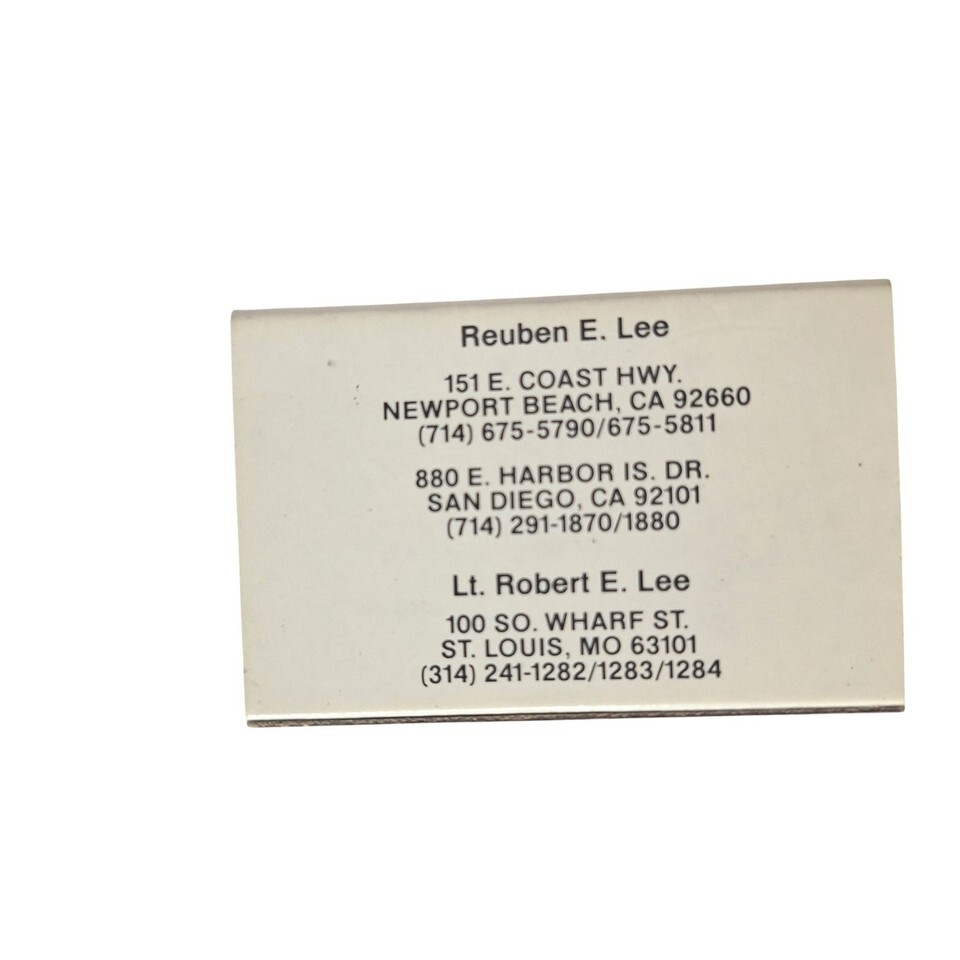 Reuben E. Lee
151 E. COAST HWY.
NEWPORT BEACH, CA 92660
(714) 675-5790/675-5811
880 E. HARBOR IS. DR.
SAN DIEGO, CA 92101
(714) 291-1870/1880
Lt. Robert E. Lee
100 SO. WHARF ST.
ST. LOUIS, MO 63101
(314) 241-1282/1283/1284